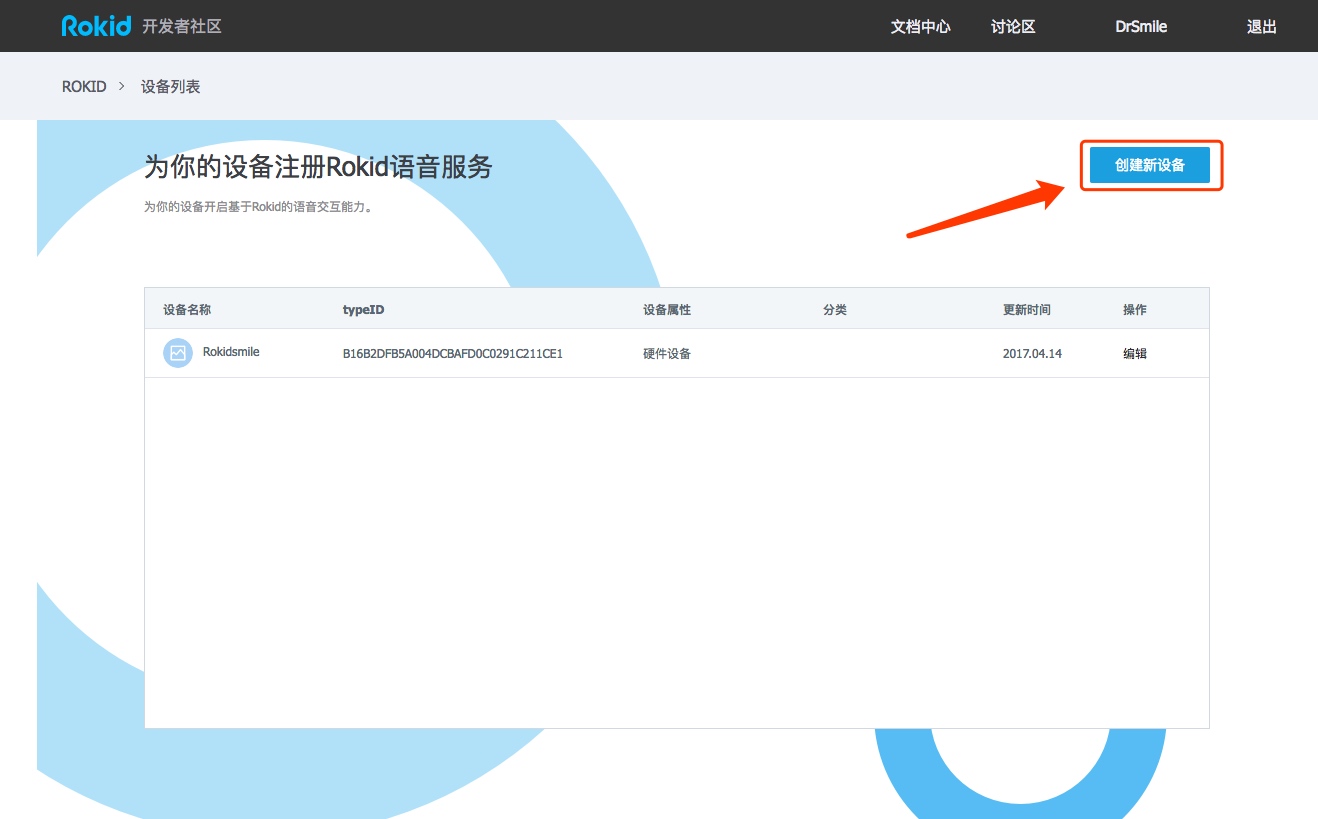 Rokid 开发者社区 文档中心 讨论区 DrSmile 退出
ROKID > 设备列表
为你的设备注册Rokid语音服务
创建新设备
为你的设备开启基于Rokid的语音交互能力。
设备名称 typeID 设备属性 分类 更新时间 操作
Rokidsmile B16B2DFB5A004DCBAFD0C0291C211CE1 硬件设备 2017.04.14 编辑